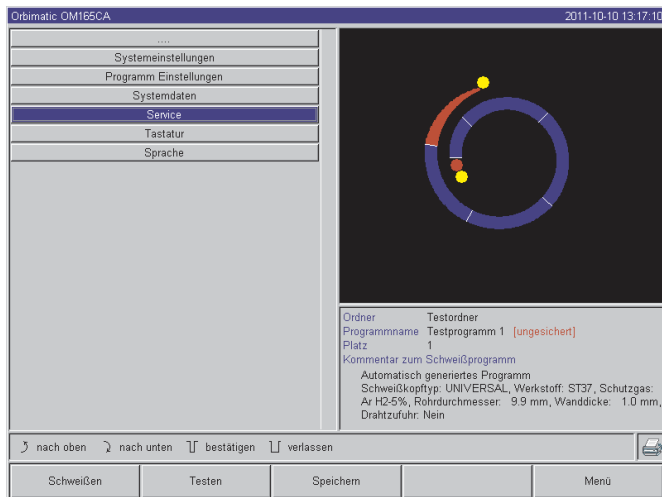 Orbimatic OM165CA 2011-10-10 13:17:10
....
Systemeinstellungen
Programm Einstellungen
Systemdaten
Service
Tastatur
Sprache
Ordner Testordner
Programmname Testprogramm 1 [ungesichert]
Platz 1
Kommentar zum Schweißprogramm
Automatisch generiertes Programm
Schweißkopftyp: UNIVERSAL, Werkstoff: ST37, Schutzgas:
Ar H2-5%, Rohrdurchmesser: 9.9 mm, Wanddicke: 1.0 mm,
Drahtzufuhr: Nein
nach oben nach unten bestätigen verlassen
Schweißen Testen Speichern Menü